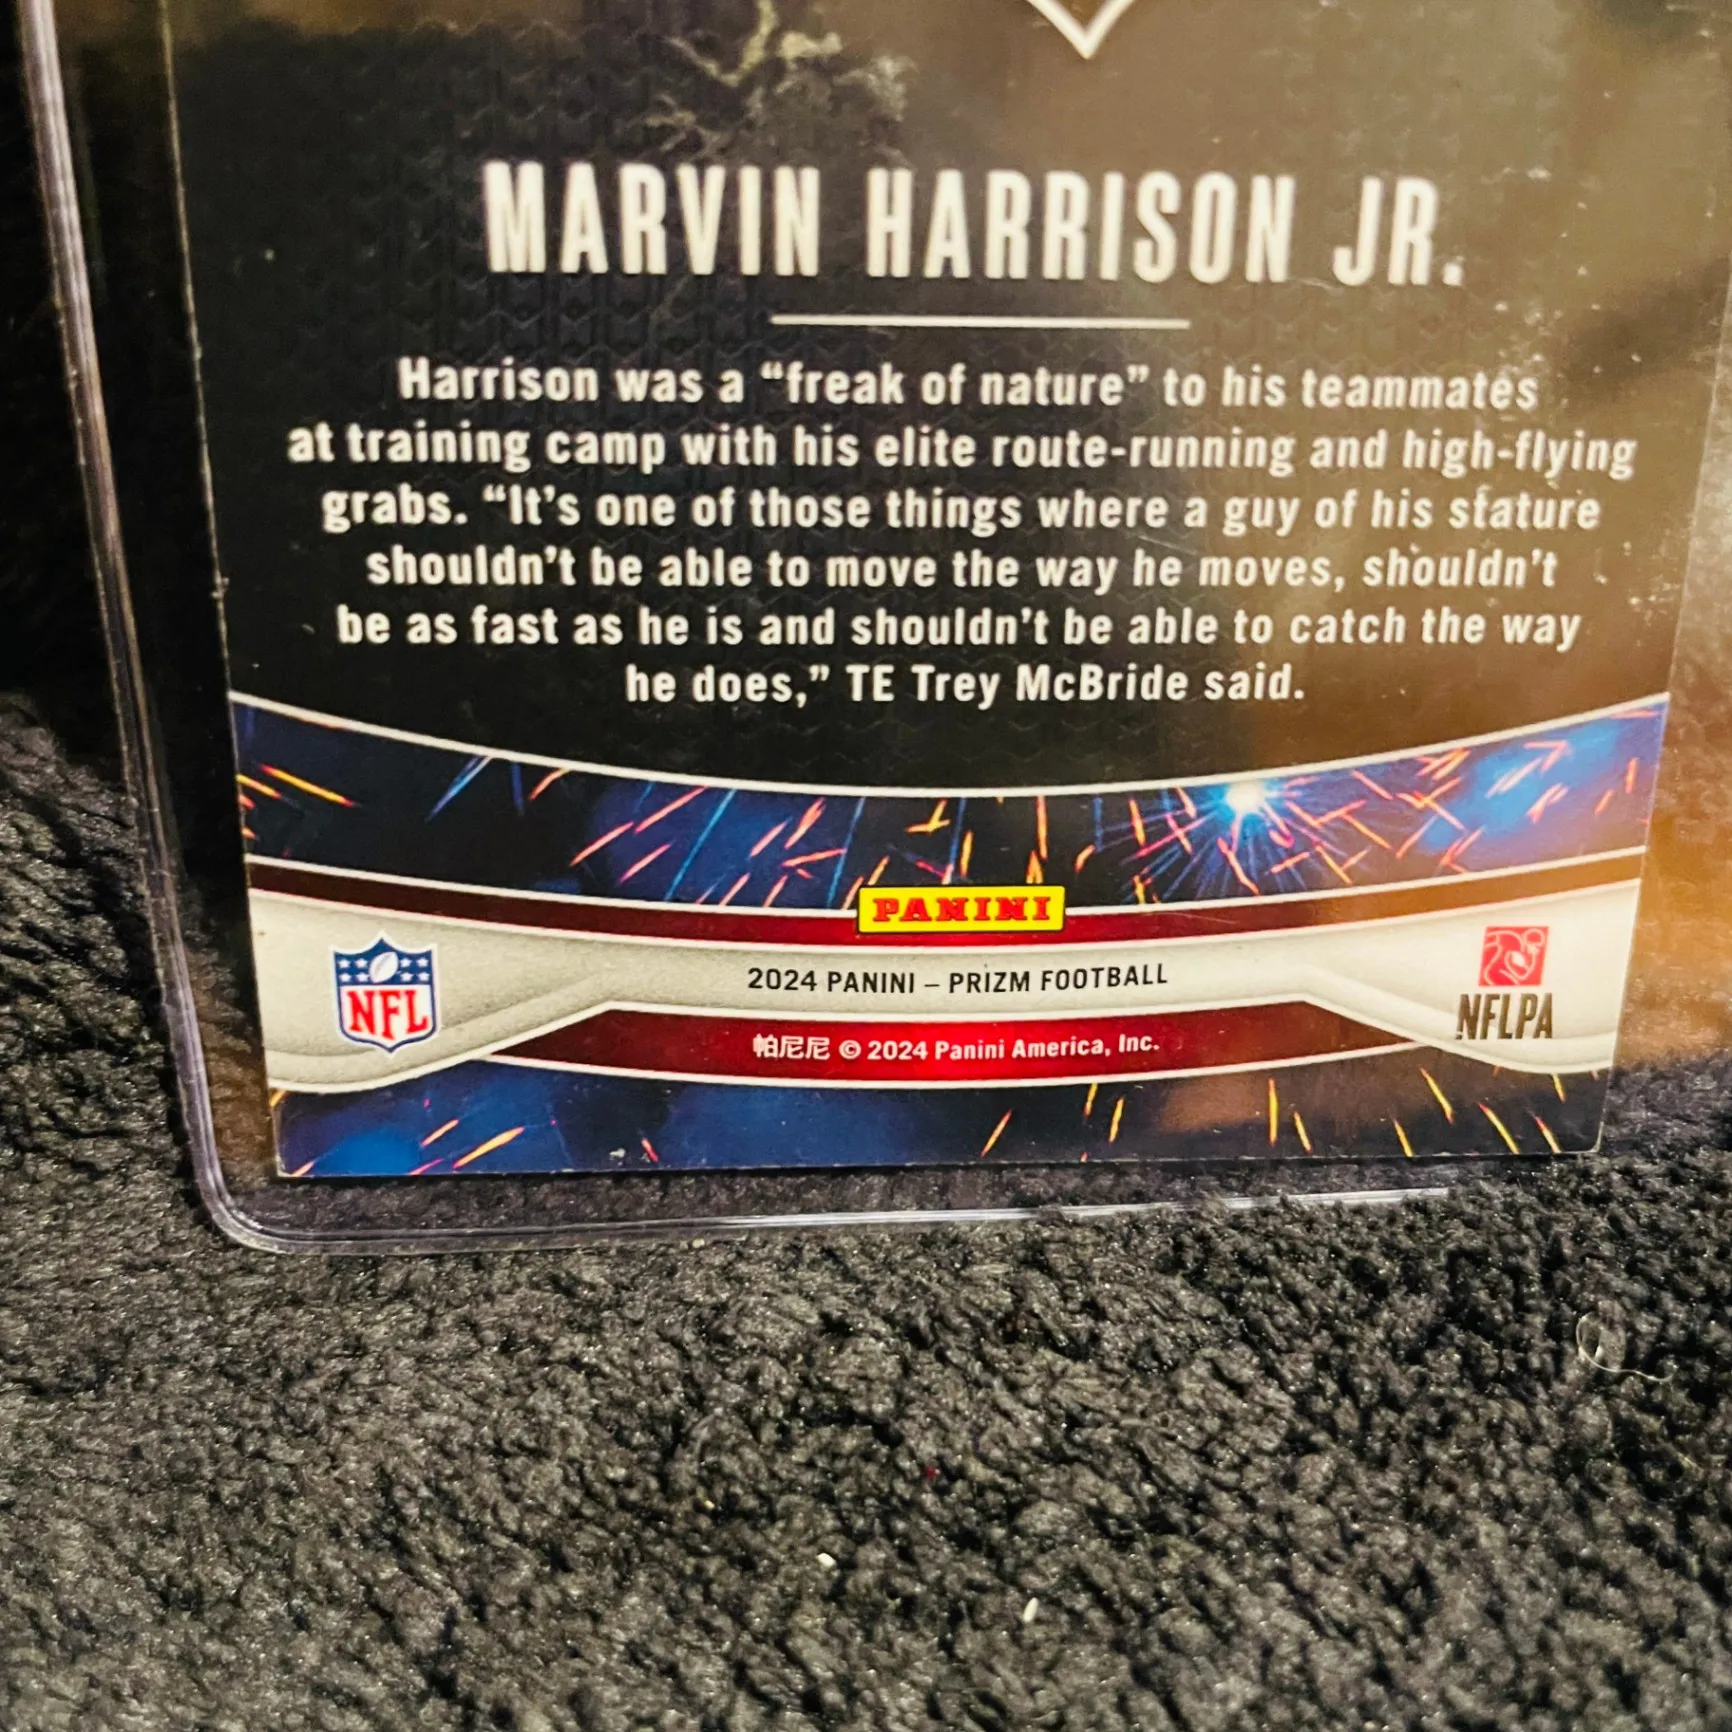 MARVIN HARRISON JR.
Harrison was a “freak of nature” to his teammates
at training camp with his elite route-running and high-flying
grabs. “It’s one of those things where a guy of his stature
shouldn’t be able to move the way he moves, shouldn’t
be as fast as he is and shouldn’t be able to catch the way
he does,” TE Trey McBride said.
PANINI
NFL
2024 PANINI – PRIZM FOOTBALL
NFLPA
帕尼尼 © 2024 Panini America, Inc.